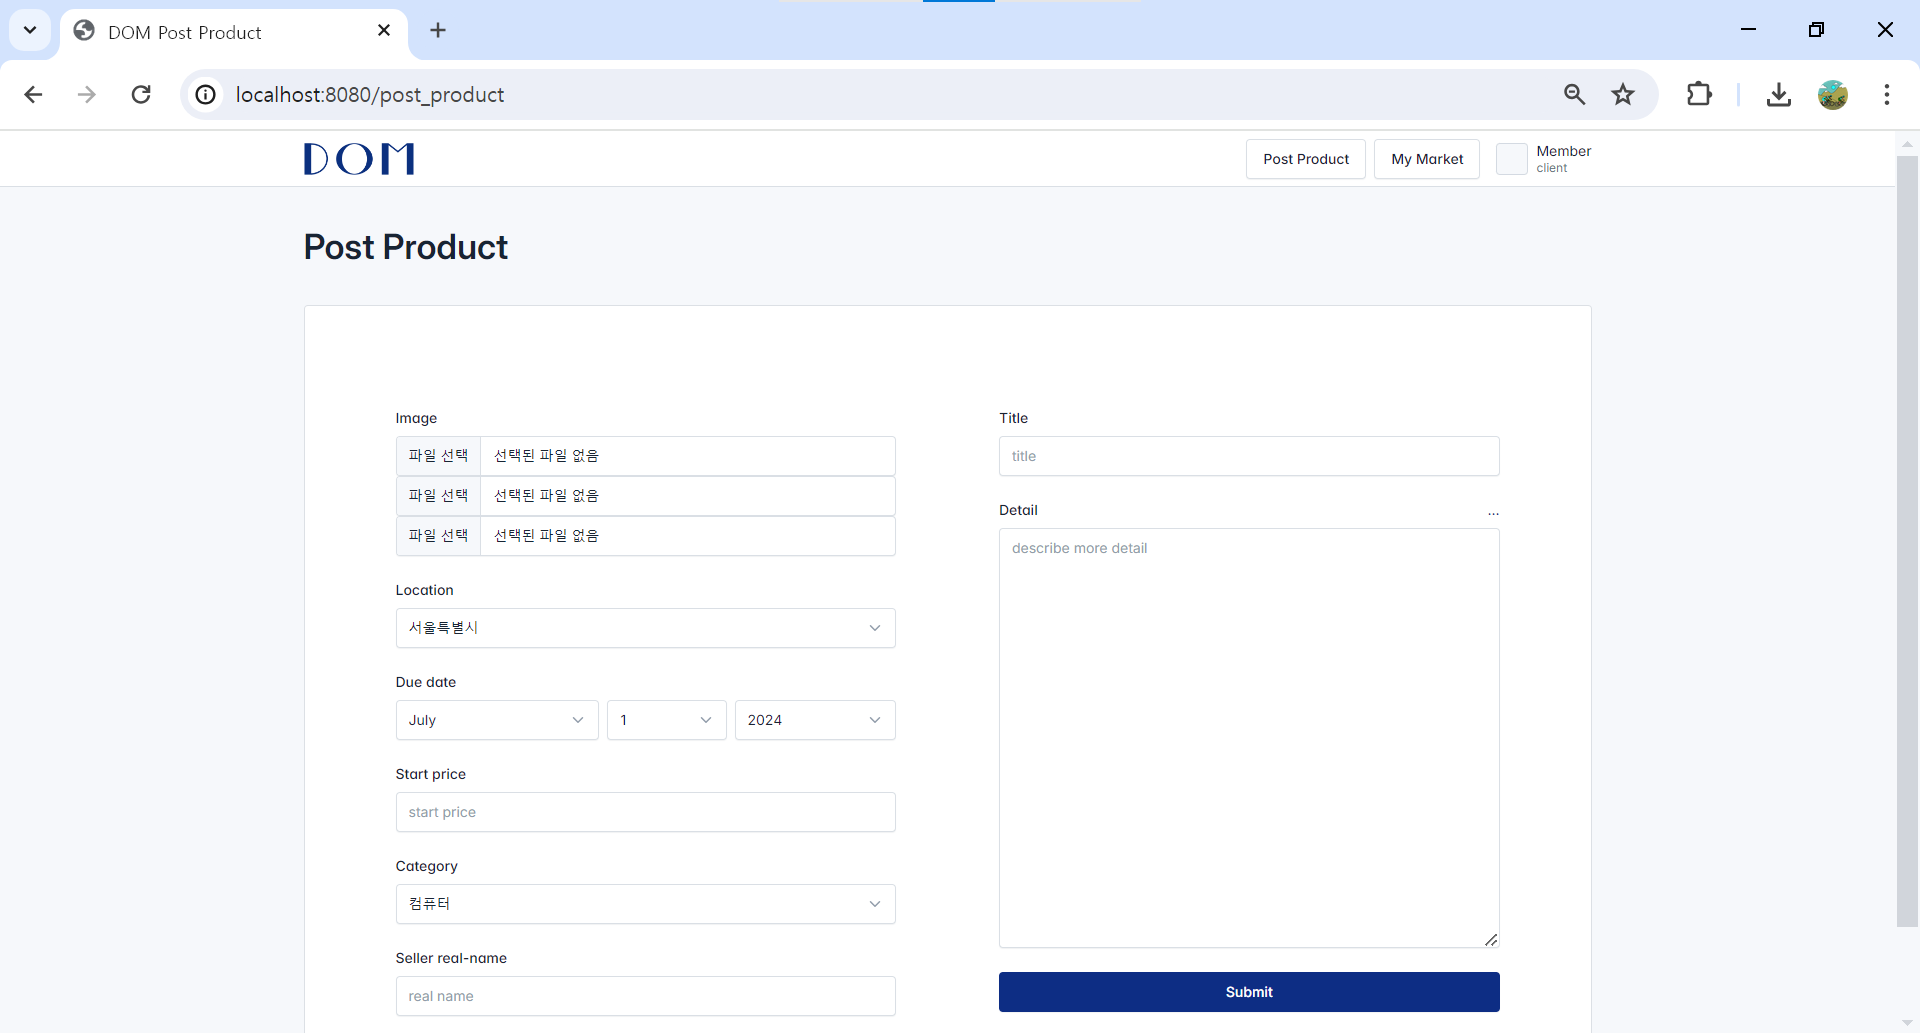 DOM Post Product
localhost:8080/post_product
DOM
Post Product
My Market
Member
client
Post Product
Image
파일 선택 선택된 파일 없음
파일 선택 선택된 파일 없음
파일 선택 선택된 파일 없음
Location
서울특별시
Due date
July 1 2024
Start price
start price
Category
컴퓨터
Seller real-name
real name
Title
title
Detail ...
describe more detail
Submit